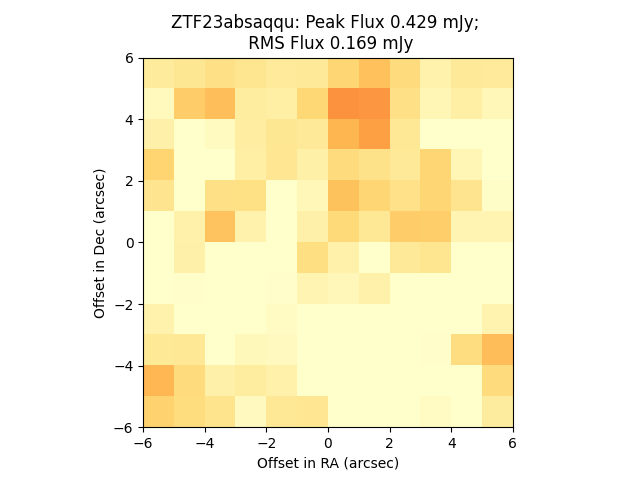 ZTF23absaqqu: Peak Flux 0.429 mJy;
RMS Flux 0.169 mJy
6
4
2
0
−2
−4
−6
Offset in Dec (arcsec)
−6 −4 −2 0 2 4 6
Offset in RA (arcsec)